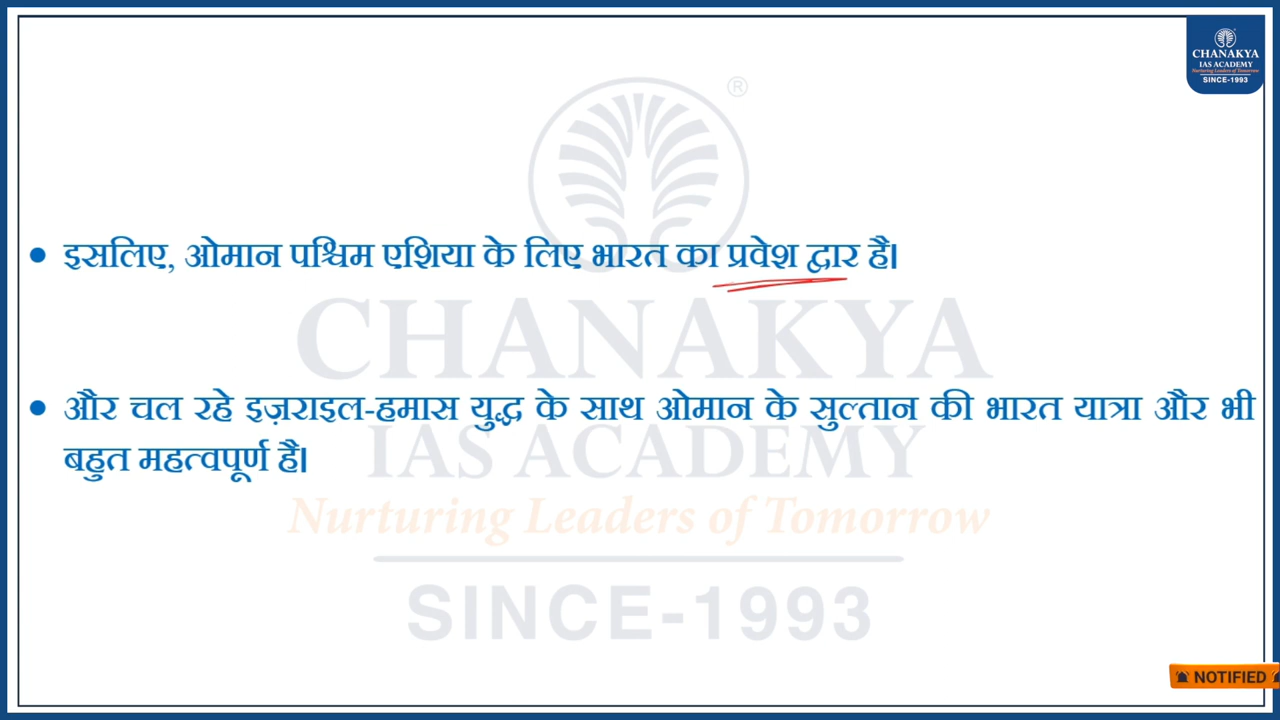 CHANAKYA
IAS ACADEMY
Nurturing Leaders of Tomorrow
SINCE-1993
®
• इसलिए, ओमान पश्चिम एशिया के लिए भारत का प्रवेश द्वार है।
CHANAKYA
• और चल रहे इज़राइल-हमास युद्ध के साथ ओमान के सुल्तान की भारत यात्रा और भी
बहुत महत्वपूर्ण है।
IAS ACADEMY
Nurturing Leaders of Tomorrow
SINCE-1993
NOTIFIED